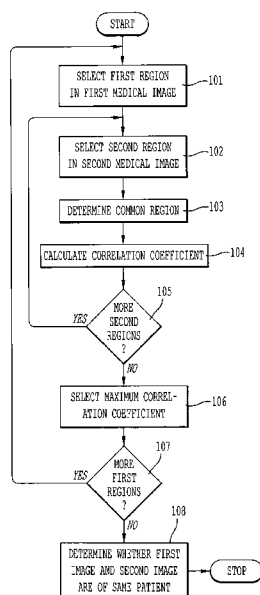 START
SELECT FIRST REGION
IN FIRST MEDICAL IMAGE
101
SELECT SECOND REGION
IN SECOND MEDICAL IMAGE
102
DETERMINE COMMON REGION
103
CALCULATE CORRELATION COEFFICIENT
104
105
MORE
SECOND
REGIONS
?
YES
NO
SELECT MAXIMUM CORREL-
ATION COEFFICIENT
106
107
MORE
FIRST
REGIONS
?
YES
NO
108
DETERMINE WHETHER FIRST
IMAGE AND SECOND IMAGE
ARE OF SAME PATIENT
STOP